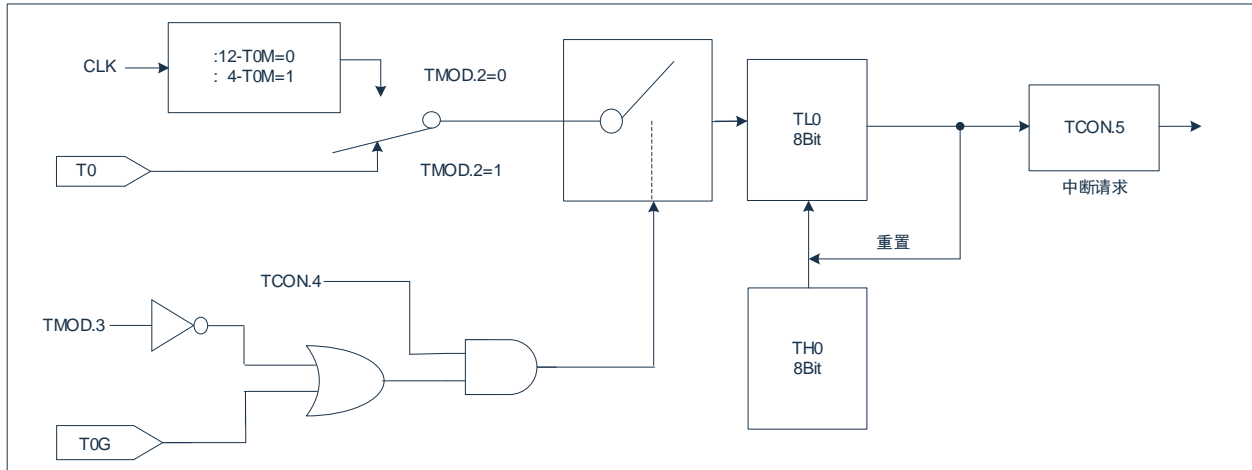 :12-T0M=0
: 4-T0M=1
CLK
TMOD.2=0
TMOD.2=1
T0
TL0
8Bit
TCON.5
中断请求
重置
TCON.4
TMOD.3
TH0
8Bit
T0G